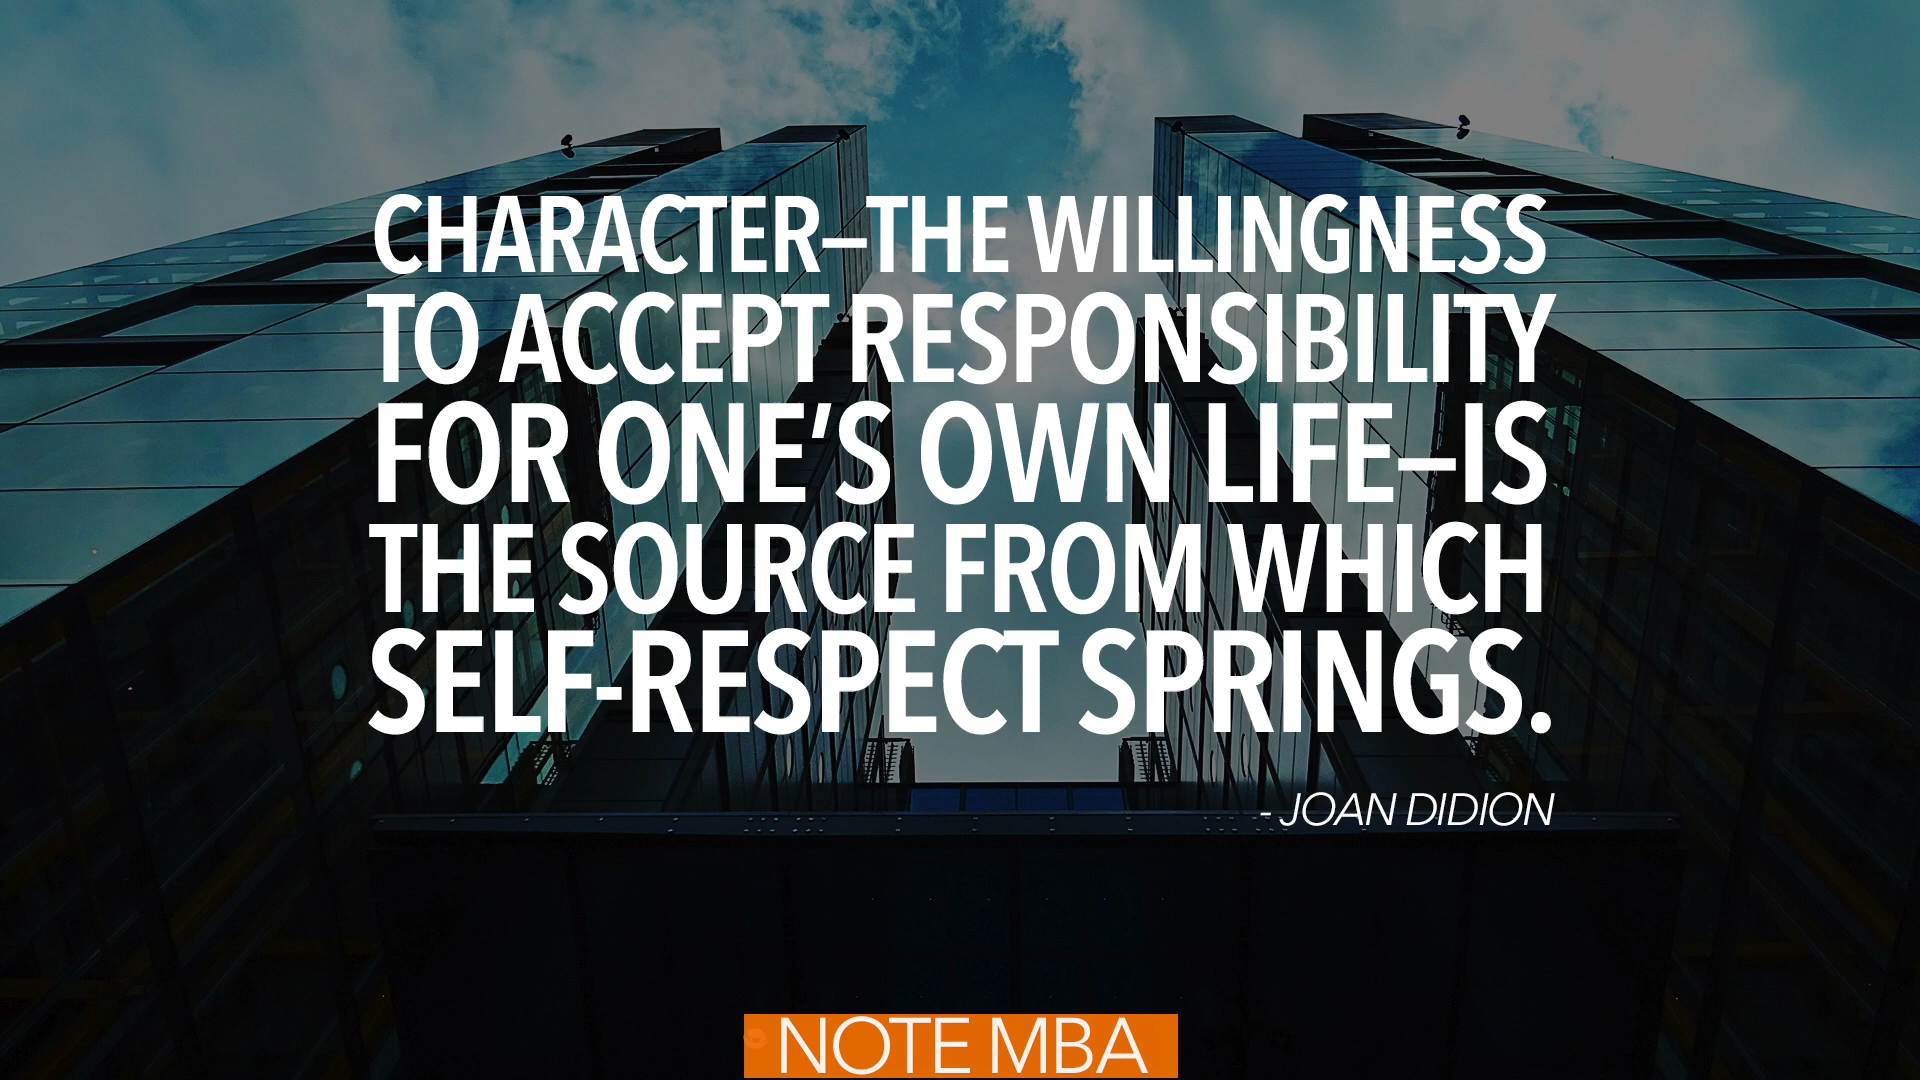 CHARACTER–THE WILLINGNESS
TO ACCEPT RESPONSIBILITY
FOR ONE’S OWN LIFE–IS
THE SOURCE FROM WHICH
SELF-RESPECT SPRINGS.
- JOAN DIDION
NOTE MBA